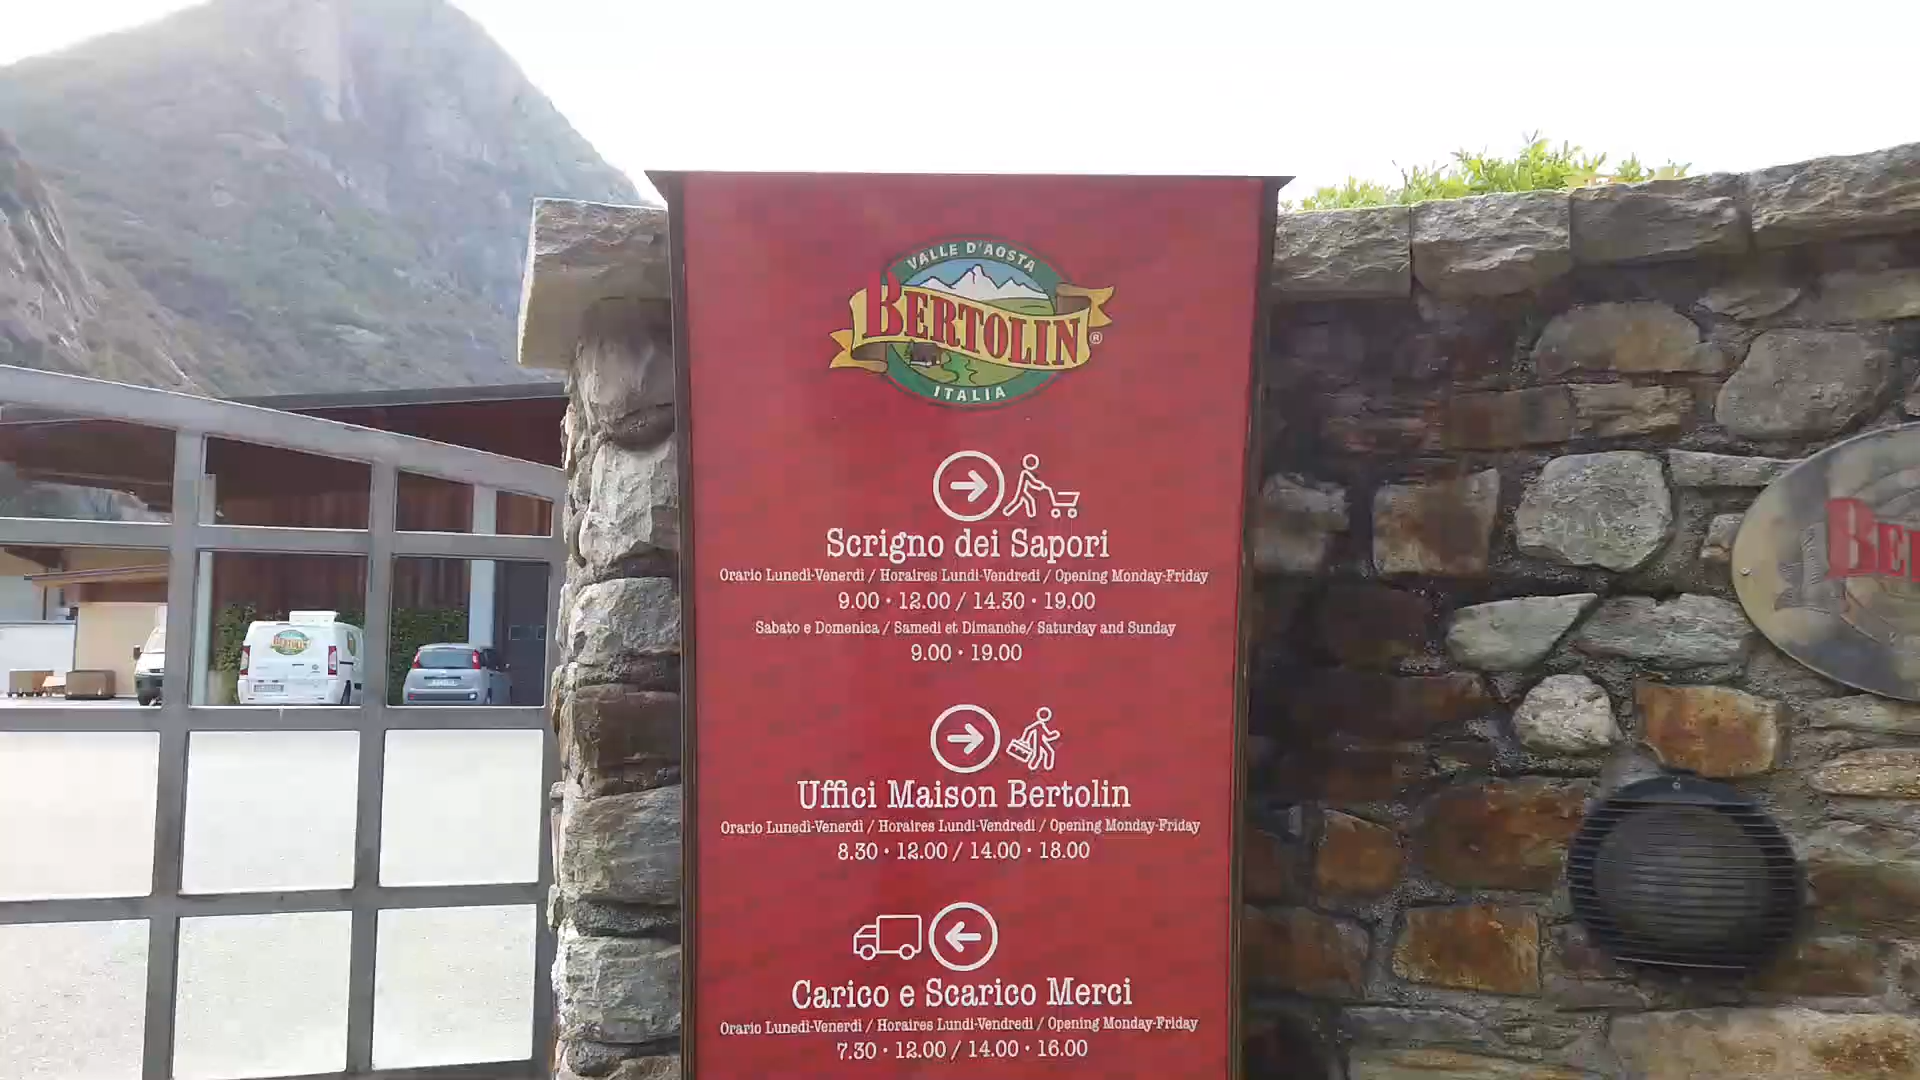 VALLE D'AOSTA
BERTOLIN®
ITALIA
Scrigno dei Sapori
Orario Lunedì-Venerdì / Horaires Lundi-Vendredi / Opening Monday-Friday
9.00 • 12.00 / 14.30 • 19.00
Sabato e Domenica / Samedi et Dimanche/ Saturday and Sunday
9.00 • 19.00
Uffici Maison Bertolin
Orario Lunedì-Venerdì / Horaires Lundi-Vendredi / Opening Monday-Friday
8.30 • 12.00 / 14.00 • 18.00
Carico e Scarico Merci
Orario Lunedì-Venerdì / Horaires Lundi-Vendredi / Opening Monday-Friday
7.30 • 12.00 / 14.00 • 16.00
BERTOLIN